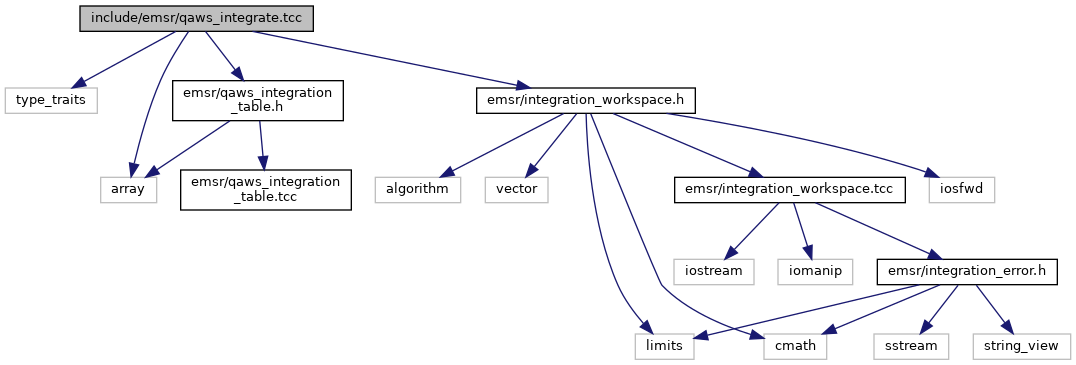 include/emsr/qaws_integrate.tcc
type_traits
emsr/qaws_integration
_table.h
emsr/integration_workspace.h
array
emsr/qaws_integration
_table.tcc
algorithm
vector
emsr/integration_workspace.tcc
iosfwd
iostream
iomanip
emsr/integration_error.h
limits
cmath
sstream
string_view